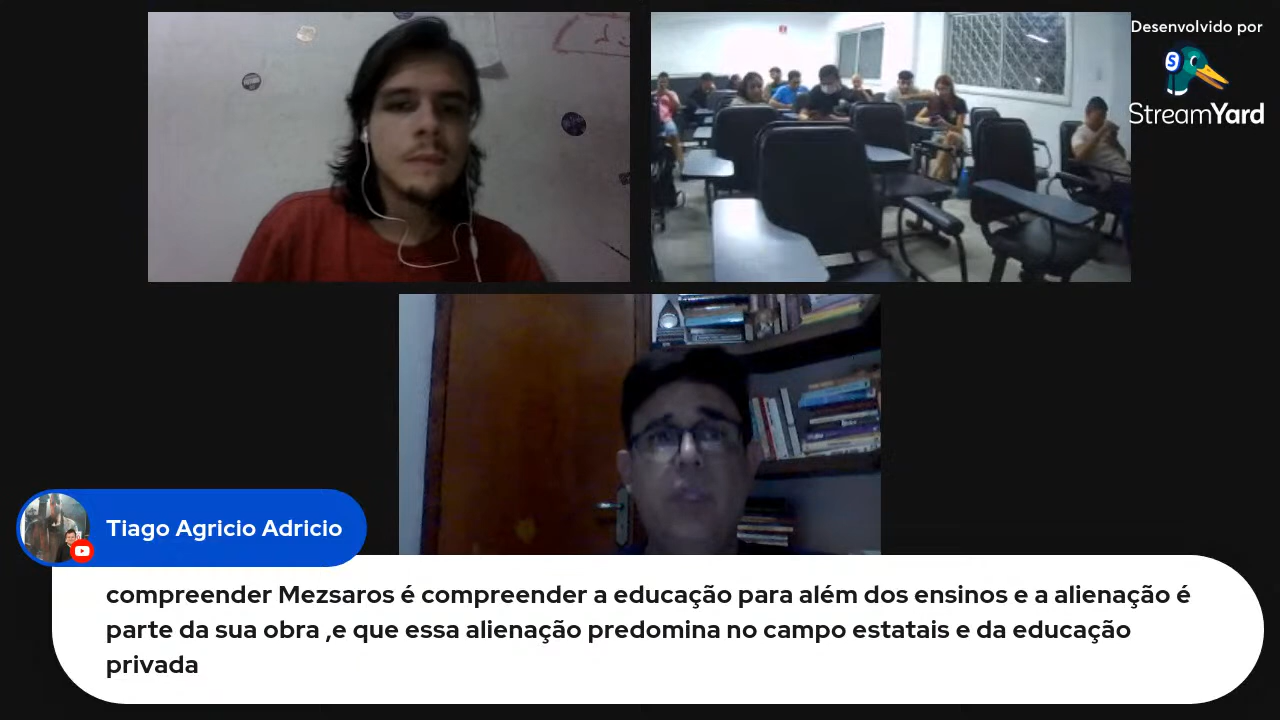 Desenvolvido por
StreamYard
Tiago Agricio Adricio
compreender Mezsaros é compreender a educação para além dos ensinos e a alienação é
parte da sua obra ,e que essa alienação predomina no campo estatais e da educação
privada